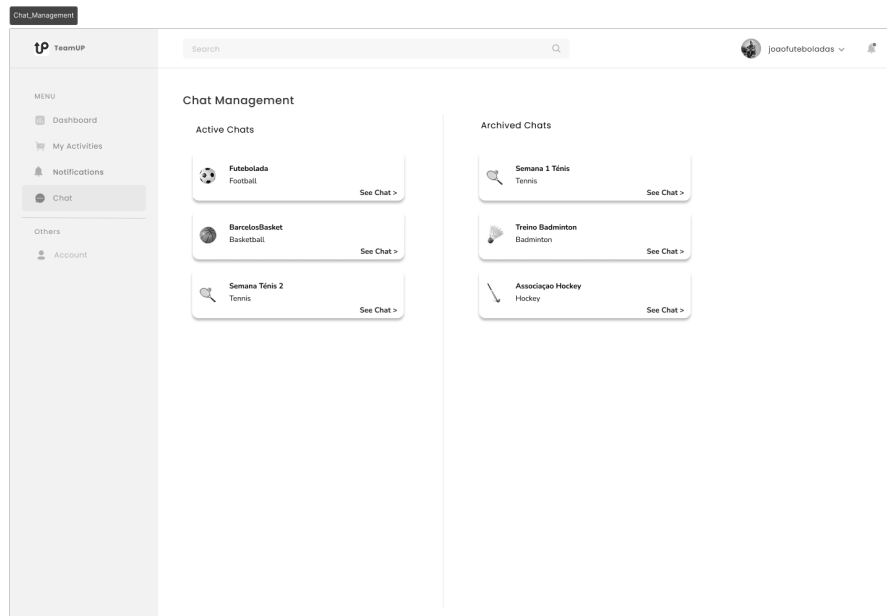 Chat_Management
tP TeamUP
Search
joaofuteboladas
MENU
Dashboard
My Activities
Notifications
Chat
Others
Account
Chat Management
Active Chats
Futebolada
Football
See Chat >
BarcelosBasket
Basketball
See Chat >
Semana Ténis 2
Tennis
See Chat >
Archived Chats
Semana 1 Ténis
Tennis
See Chat >
Treino Badminton
Badminton
See Chat >
Associaçao Hockey
Hockey
See Chat >